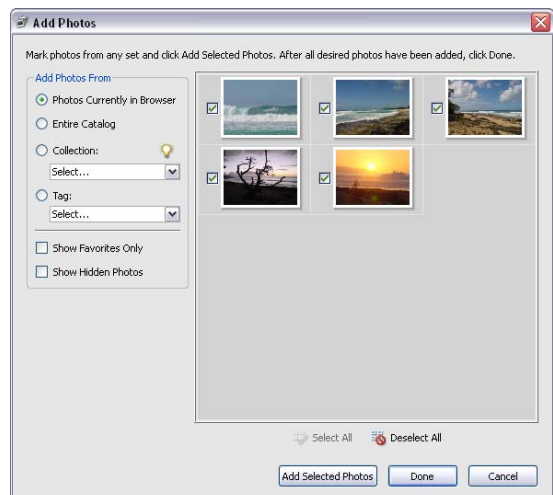 Add Photos
Mark photos from any set and click Add Selected Photos. After all desired photos have been added, click Done.
Add Photos From
Photos Currently in Browser
Entire Catalog
Collection:
Select...
Tag:
Select...
Show Favorites Only
Show Hidden Photos
Select All
Deselect All
Add Selected Photos
Done
Cancel